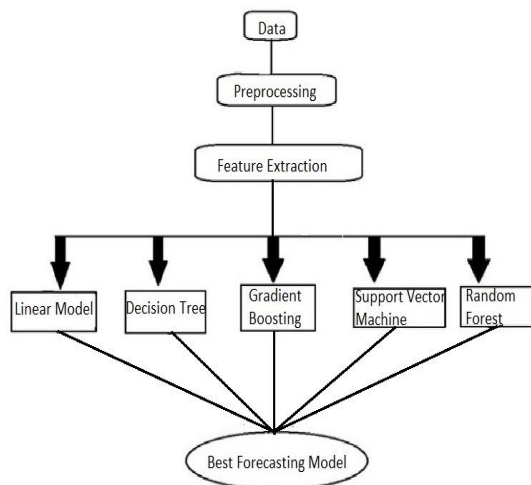 Data
Preprocessing
Feature Extraction
Linear Model
Decision Tree
Gradient
Boosting
Support Vector
Machine
Random
Forest
Best Forecasting Model